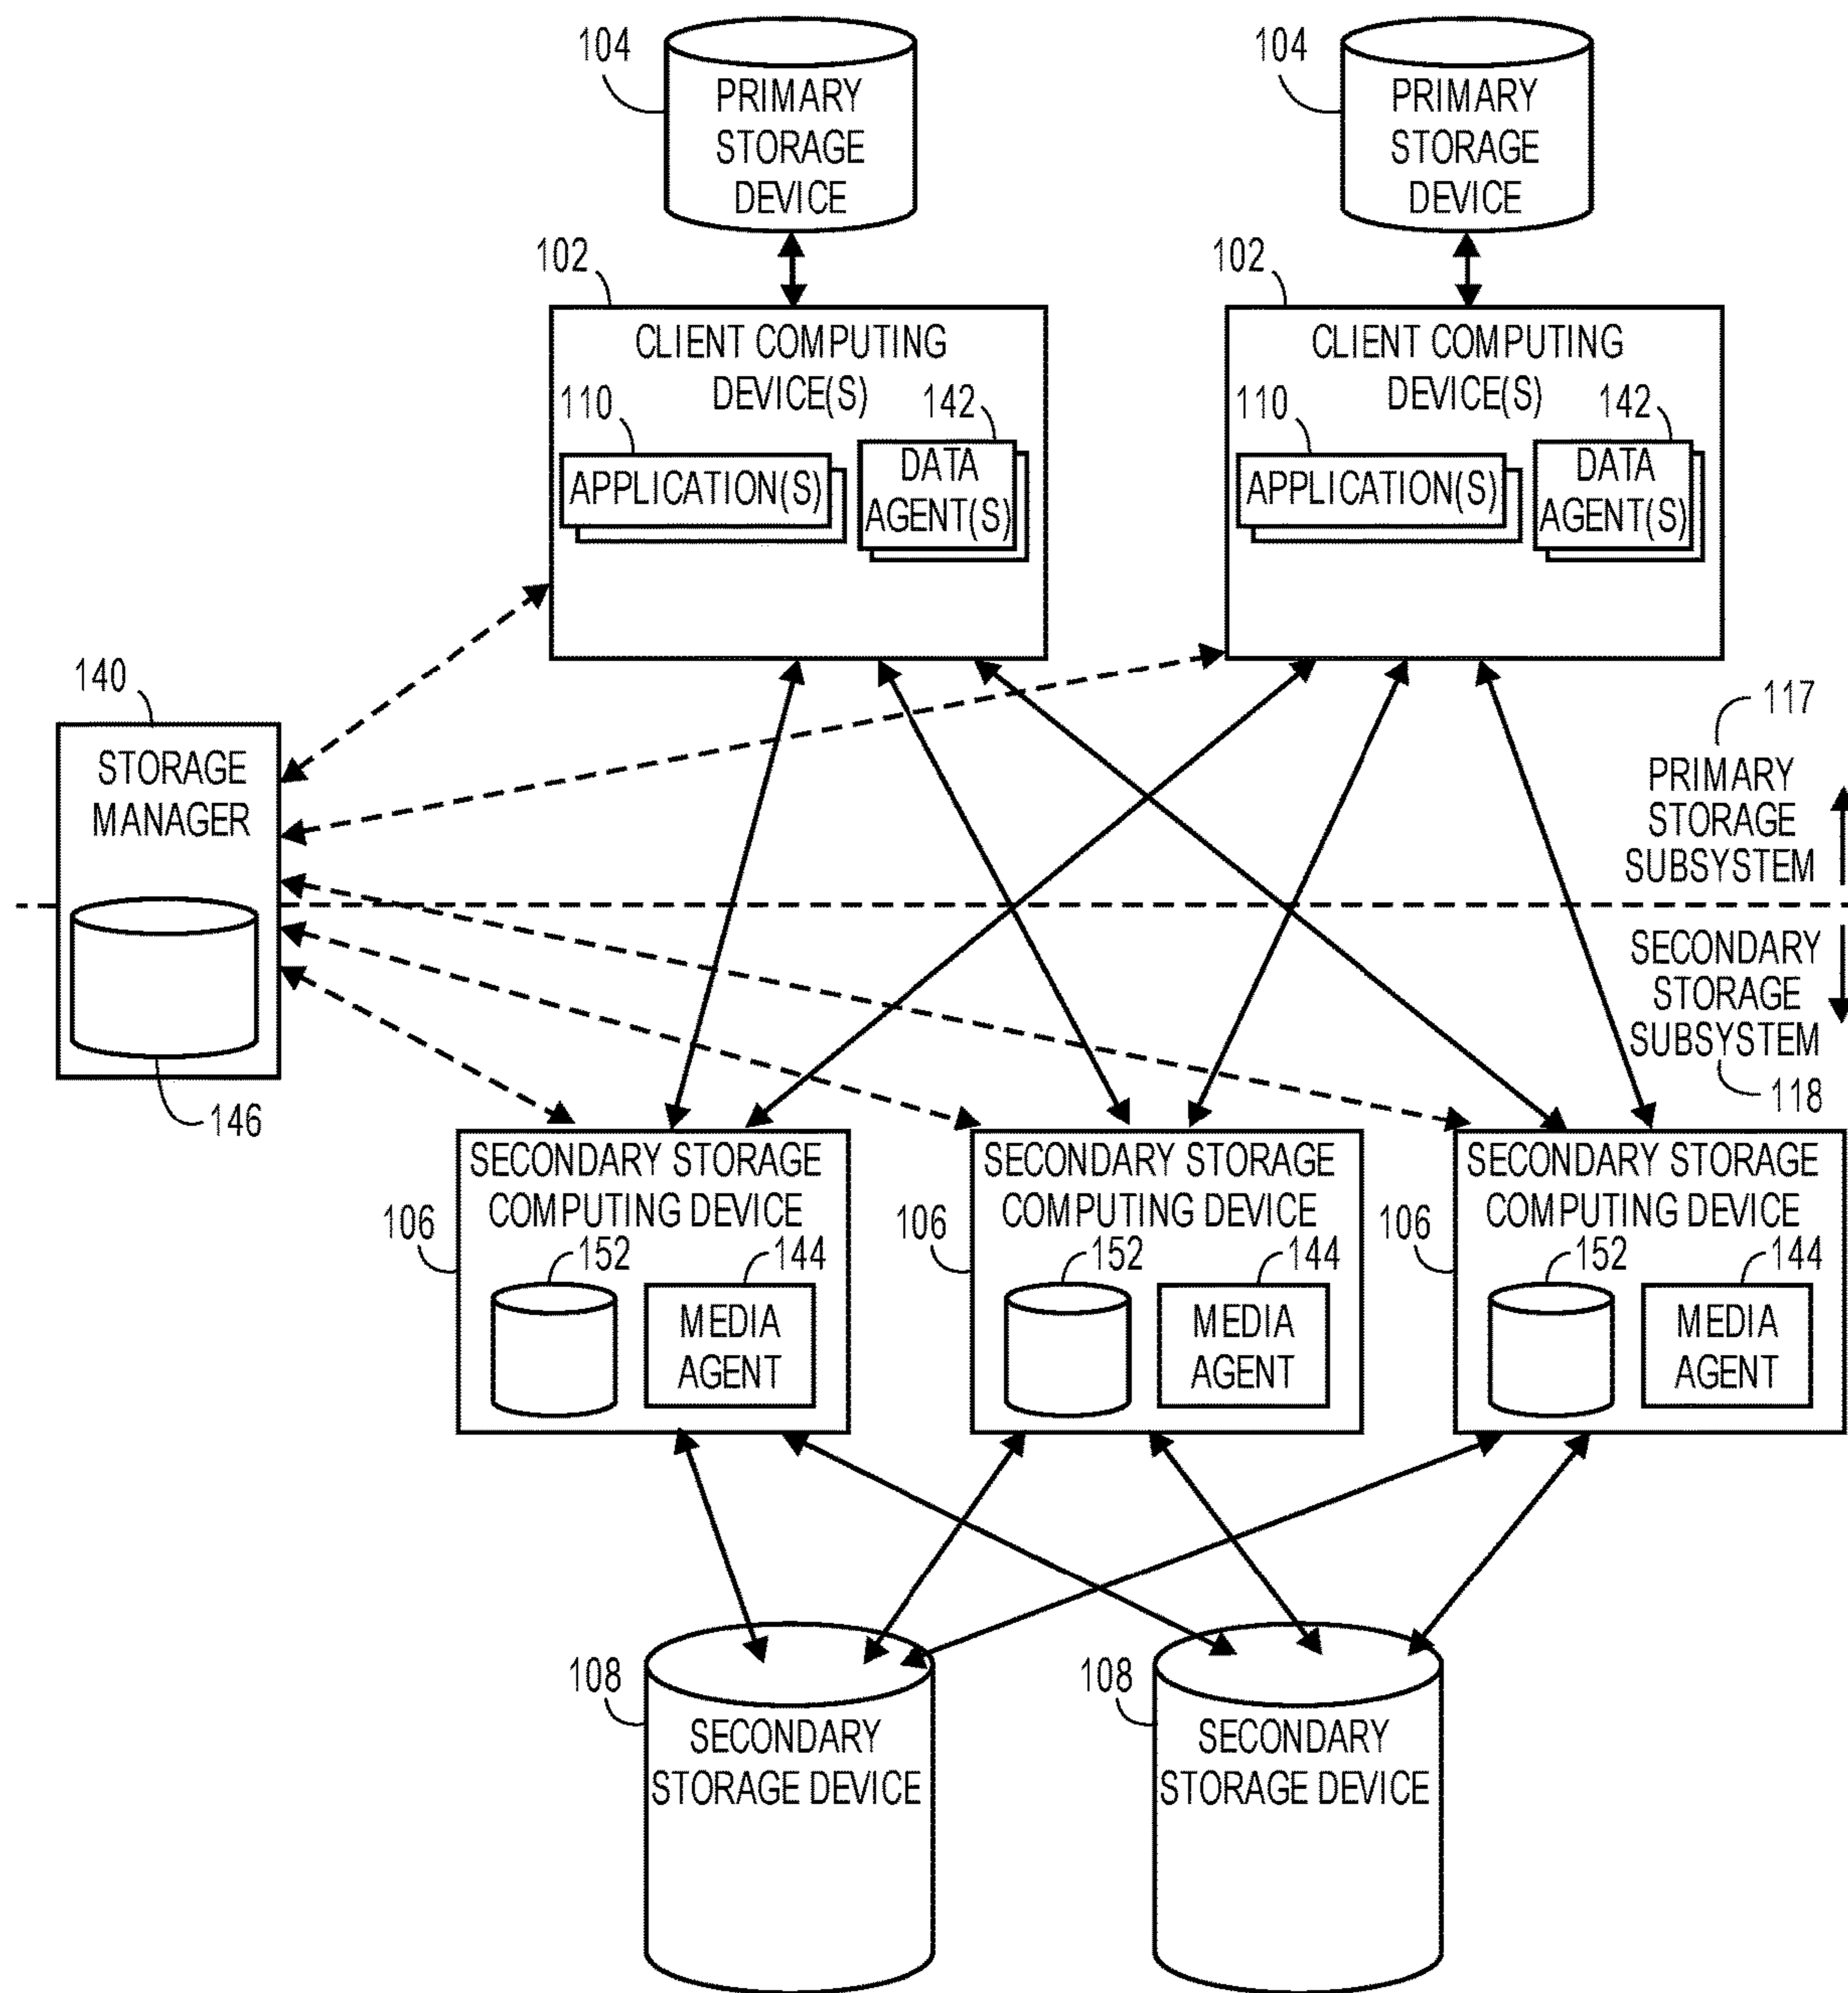 104
PRIMARY
STORAGE
DEVICE
104
PRIMARY
STORAGE
DEVICE
102
CLIENT COMPUTING
DEVICE(S)
110
142
APPLICATION(S)
DATA
AGENT(S)
102
CLIENT COMPUTING
DEVICE(S)
110
142
APPLICATION(S)
DATA
AGENT(S)
140
STORAGE
MANAGER
146
117
PRIMARY
STORAGE
SUBSYSTEM
SECONDARY
STORAGE
SUBSYSTEM
118
SECONDARY STORAGE
COMPUTING DEVICE
106
152
144
MEDIA
AGENT
SECONDARY STORAGE
COMPUTING DEVICE
106
152
144
MEDIA
AGENT
SECONDARY STORAGE
COMPUTING DEVICE
106
152
144
MEDIA
AGENT
108
SECONDARY
STORAGE DEVICE
108
SECONDARY
STORAGE DEVICE